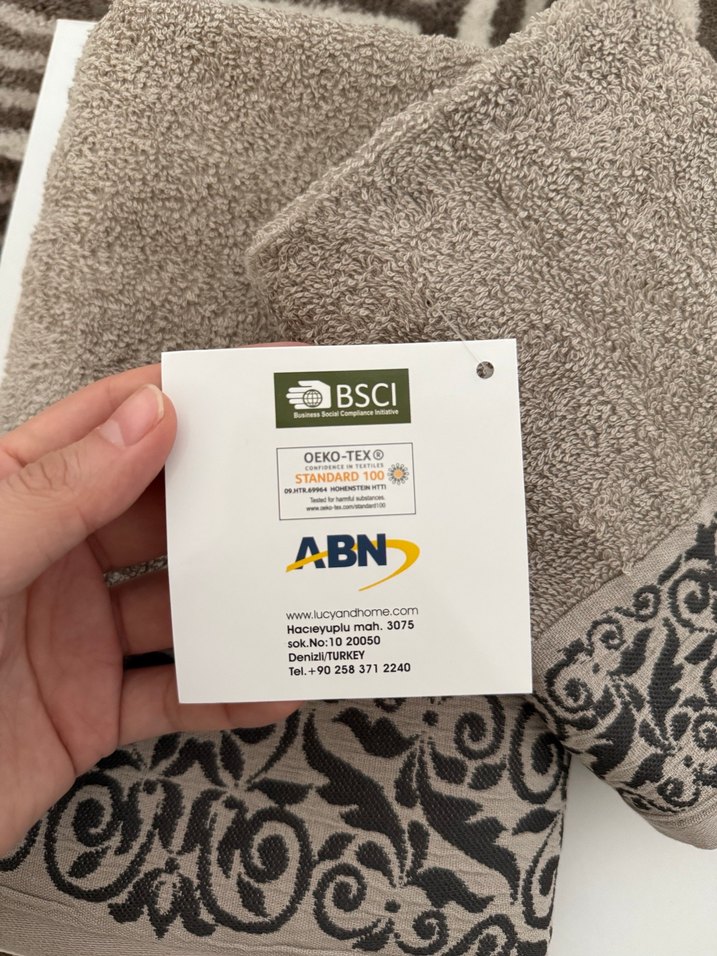 BSCI
Business Social Compliance Initiative
OEKO-TEX®
CONFIDENCE IN TEXTILES
STANDARD 100
09.HTR.69964 HOHENSTEIN HTTI
Tested for harmful substances.
www.oeko-tex.com/standard100
ABN
www.lucyandhome.com
Hacıeyuplu mah. 3075
sok.No:10 20050
Denizli/TURKEY
Tel.+90 258 371 2240